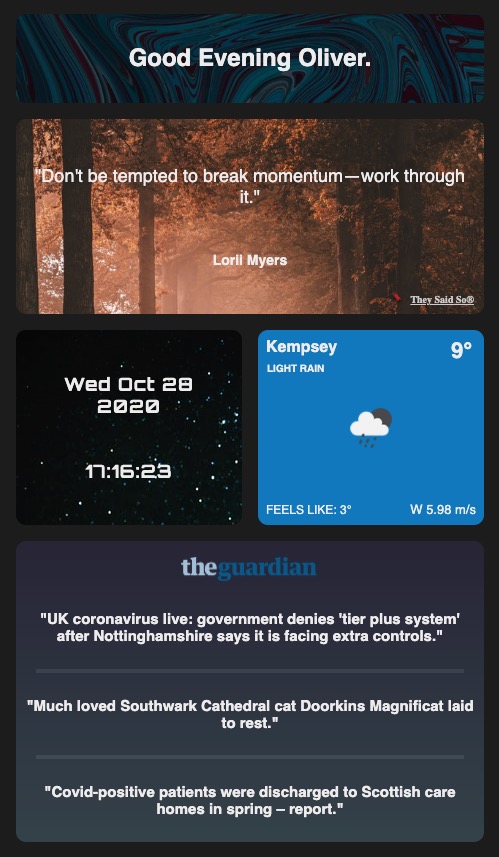 Good Evening Oliver.
"Don't be tempted to break momentum—work through
it."
Lorii Myers
They Said So®
Wed Oct 28
2020
17:16:23
Kempsey
9°
LIGHT RAIN
FEELS LIKE: 3°
W 5.98 m/s
theguardian
"UK coronavirus live: government denies 'tier plus system'
after Nottinghamshire says it is facing extra controls."
"Much loved Southwark Cathedral cat Doorkins Magnificat laid
to rest."
"Covid-positive patients were discharged to Scottish care
homes in spring – report."